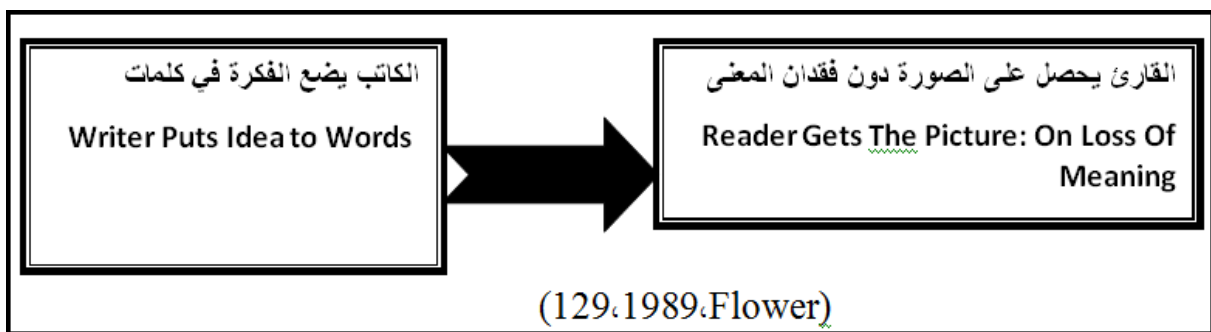 الكاتب يضع الفكرة في كلمات
Writer Puts Idea to Words
القارئ يحصل على الصورة دون فقدان المعنى
Reader Gets The Picture: On Loss Of
Meaning
(129،1989،Flower)